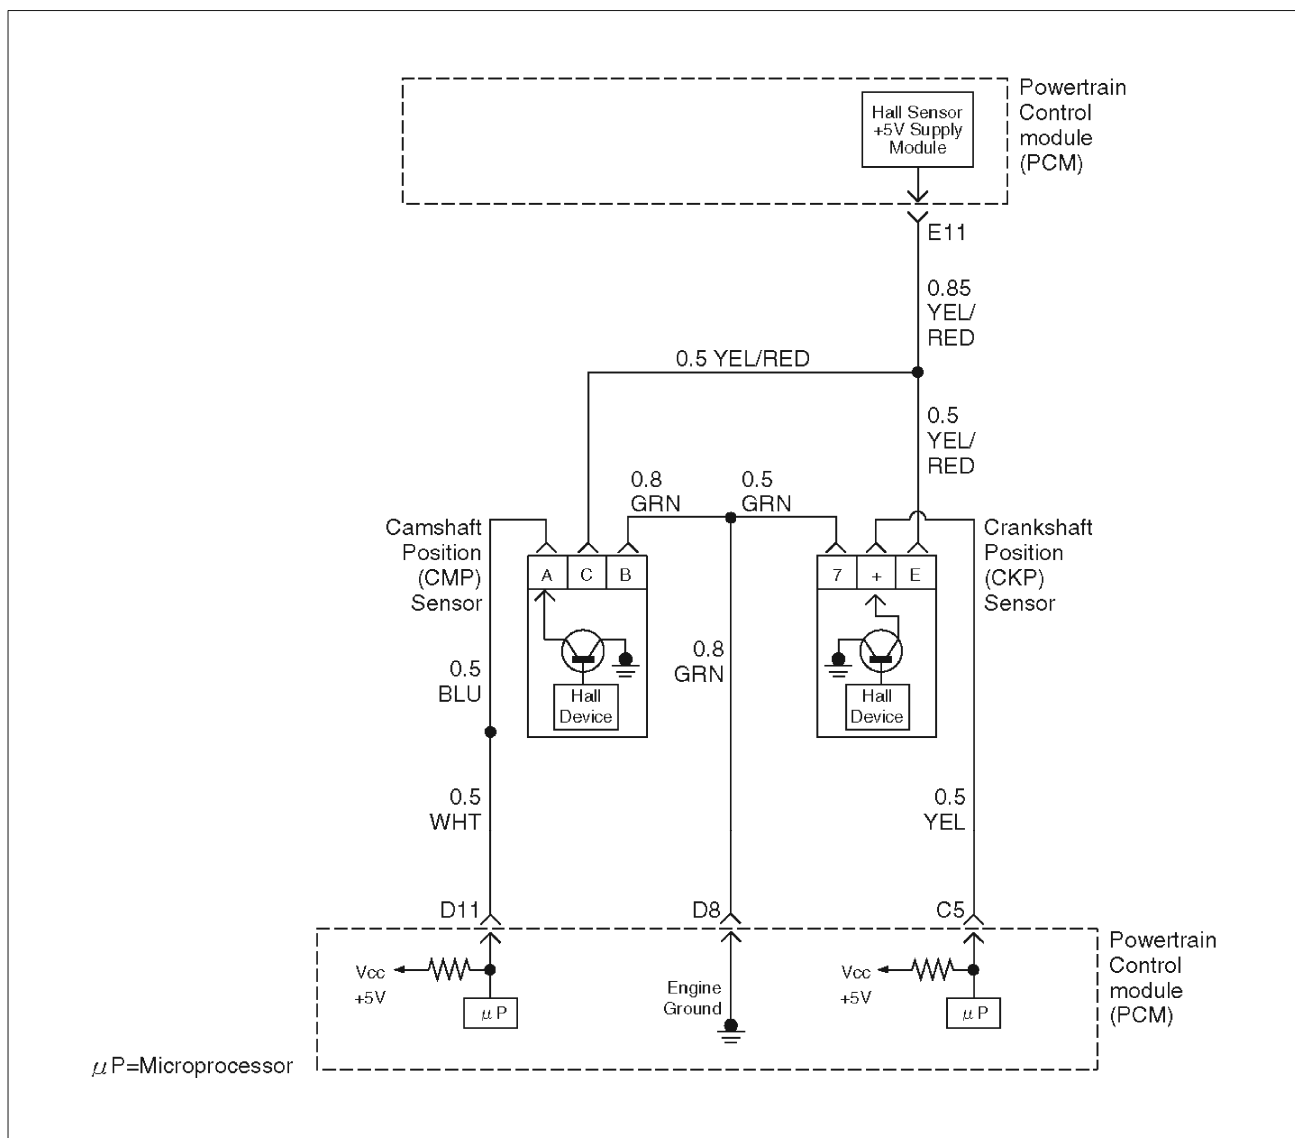 Powertrain
Control
module
(PCM)
Hall Sensor
+5V Supply
Module
E11
0.85
YEL/
RED
0.5 YEL/RED
0.5
YEL/
RED
0.8
GRN
0.5
GRN
Camshaft
Position
(CMP)
Sensor
Crankshaft
Position
(CKP)
Sensor
A C B
7 + E
Hall
Device
Hall
Device
0.5
BLU
0.8
GRN
0.5
WHT
0.5
YEL
D11
D8
C5
Powertrain
Control
module
(PCM)
Vcc
+5V
μP
Engine
Ground
Vcc
+5V
μP
μP=Microprocessor